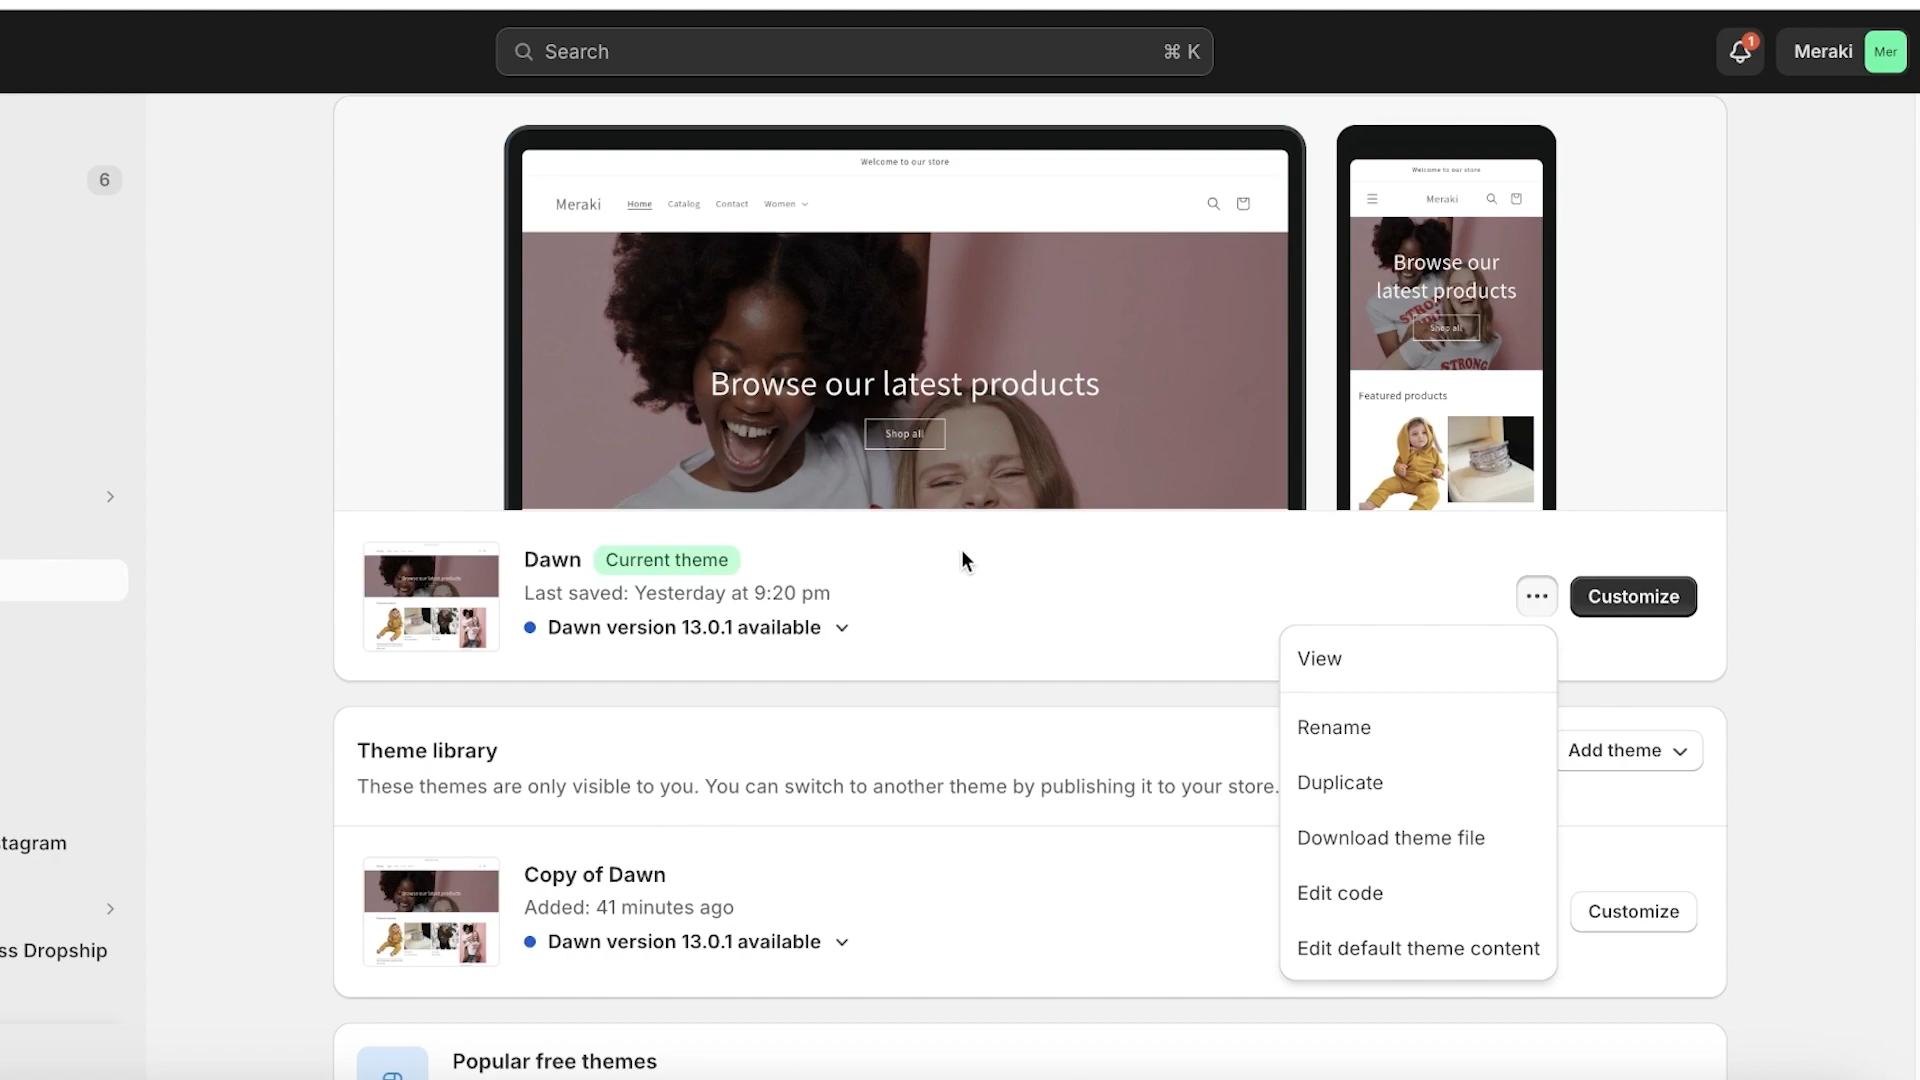 Search
⌘ K
1
Meraki
Mer
6
Welcome to our store
Meraki
Home
Catalog
Contact
Women
Browse our latest products
Shop all
Welcome to our store
Meraki
Browse our
latest products
Shop all
STRONG
Featured products
Dawn
Current theme
Last saved: Yesterday at 9:20 pm
Dawn version 13.0.1 available
Customize
View
Rename
Duplicate
Download theme file
Edit code
Edit default theme content
Theme library
These themes are only visible to you. You can switch to another theme by publishing it to your store.
Add theme
Copy of Dawn
Added: 41 minutes ago
Dawn version 13.0.1 available
Customize
stagram
ss Dropship
Popular free themes